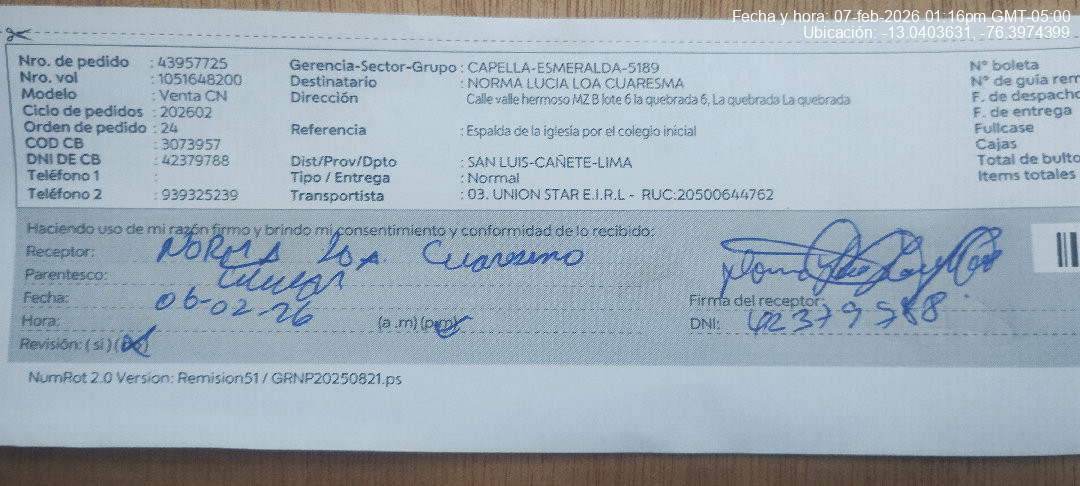 Fecha y hora: 07-feb-2026 01:16pm GMT-05:00
Ubicación: -13.0403631, -76.3974399
Nro. de pedido : 43957725
Nro. vol : 1051648200
Modelo : Venta CN
Ciclo de pedidos : 202602
Orden de pedido : 24
COD CB : 3073957
DNI DE CB : 42379788
Teléfono 1 :
Teléfono 2 : 939325239
Gerencia-Sector-Grupo : CAPELLA-ESMERALDA-5189
Destinatario : NORMA LUCIA LOA CUARESMA
Dirección Calle valle hermoso MZ B lote 6 la quebrada 6, La quebrada La quebrada
Referencia : Espalda de la iglesia por el colegio inicial
Dist/Prov/Dpto : SAN LUIS-CAÑETE-LIMA
Tipo / Entrega : Normal
Transportista : 03. UNION STAR E.I.R.L - RUC:20500644762
N° boleta
N° de guía rem
F. de despacho
F. de entrega
Fullcase
Cajas
Total de bulto
Items totales
Haciendo uso de mi razón firmo y brindo mi consentimiento y conformidad de lo recibido:
Receptor: NORMA Loa Cuaresmo
Parentesco: titular
Fecha: 06-02-26
Hora: (a .m) (p.m)
Revisión: ( si ) (no)
Firma del receptor:
DNI: 42379788
NumRot 2.0 Version: Remision51 / GRNP20250821.ps